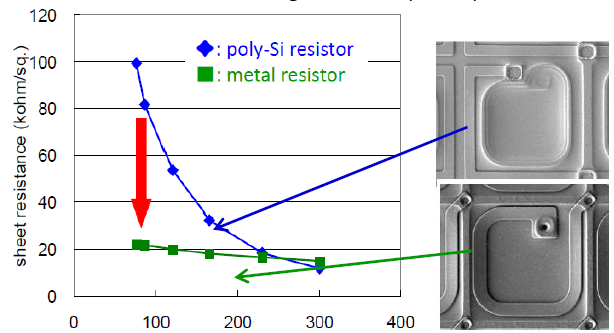 120
100
80
60
40
20
0
sheet resistance (kohm/sq.)
: poly-Si resistor
: metal resistor
0 100 200 300 400